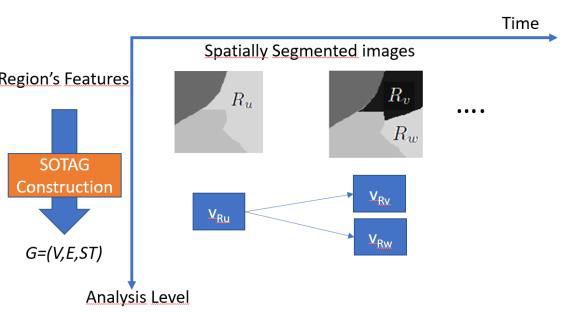 Time
Spatially Segmented images
Region's Features
R_u
R_v
R_w
....
SOTAG
Construction
v_Ru
v_Rv
v_Rw
G=(V,E,ST)
Analysis Level